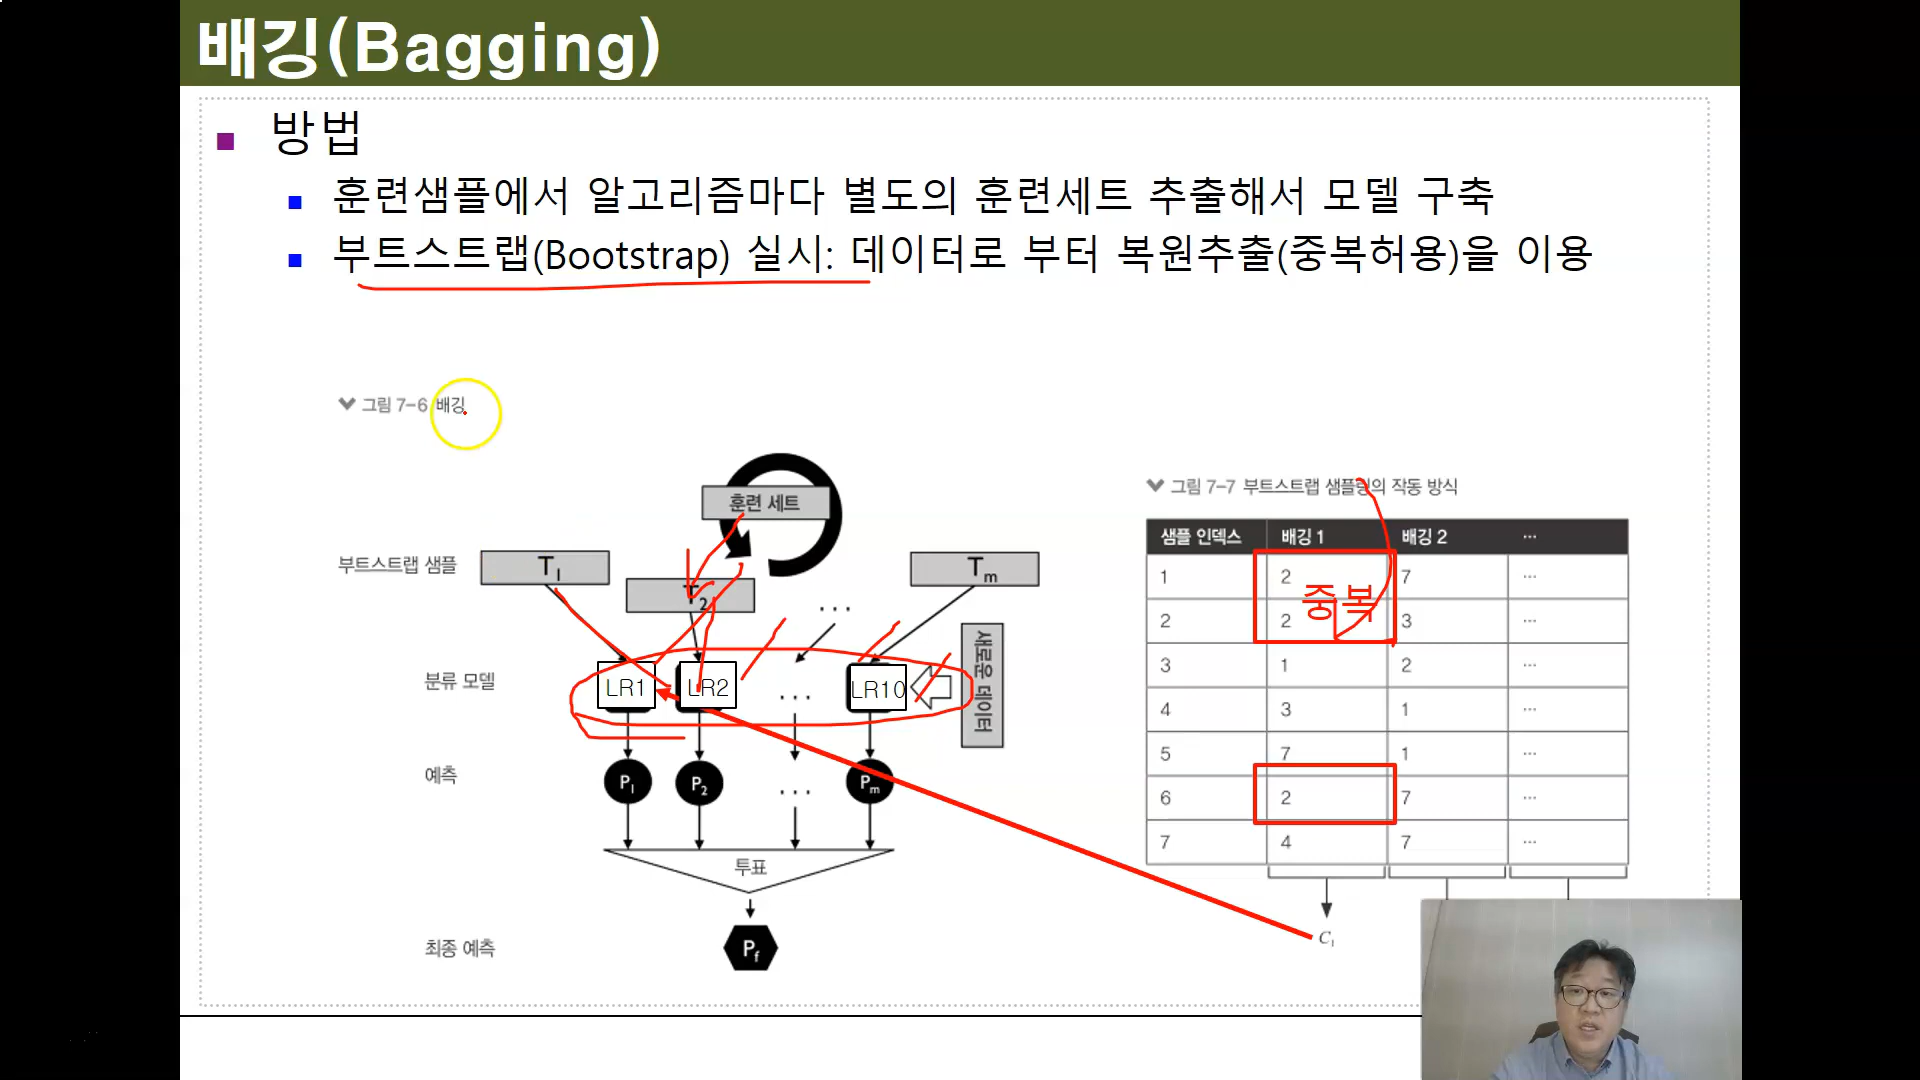 배깅(Bagging)
방법
훈련샘플에서 알고리즘마다 별도의 훈련세트 추출해서 모델 구축
부트스트랩(Bootstrap) 실시: 데이터로 부터 복원추출(중복허용)을 이용
그림 7-6 배깅
훈련 세트
부트스트랩 샘플
T1
T2
...
Tm
분류 모델
LR1
LR2
...
LR10
새로운 데이터
예측
P1
P2
...
Pm
투표
최종 예측
Pf
그림 7-7 부트스트랩 샘플링의 작동 방식
샘플 인덱스 배깅 1 배깅 2 ...
1 2 7 ...
중복
2 2 3 ...
3 1 2 ...
4 3 1 ...
5 7 1 ...
6 2 7 ...
7 4 7 ...
C1